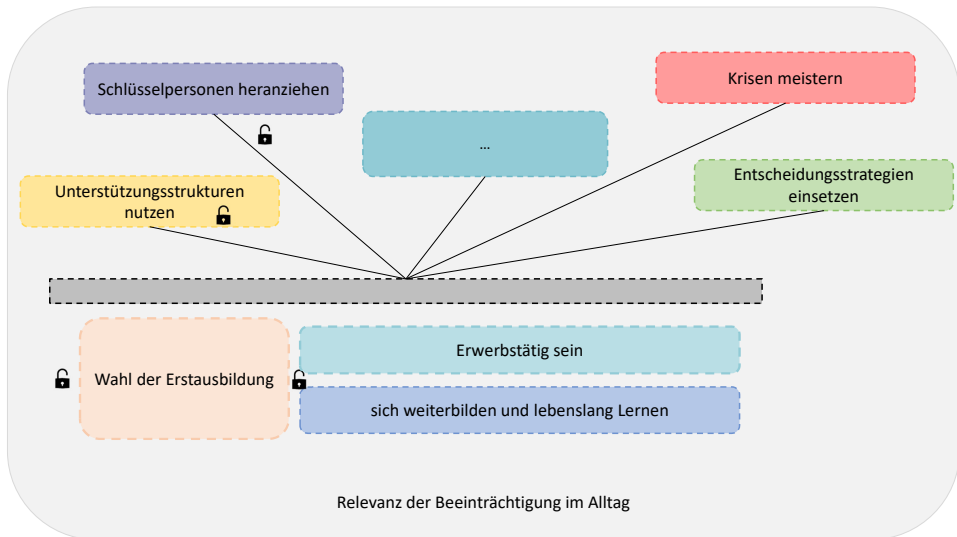 Schlüsselpersonen heranziehen
Krisen meistern
...
Unterstützungsstrukturen
nutzen
Entscheidungsstrategien
einsetzen
Wahl der Erstausbildung
Erwerbstätig sein
sich weiterbilden und lebenslang Lernen
Relevanz der Beeinträchtigung im Alltag